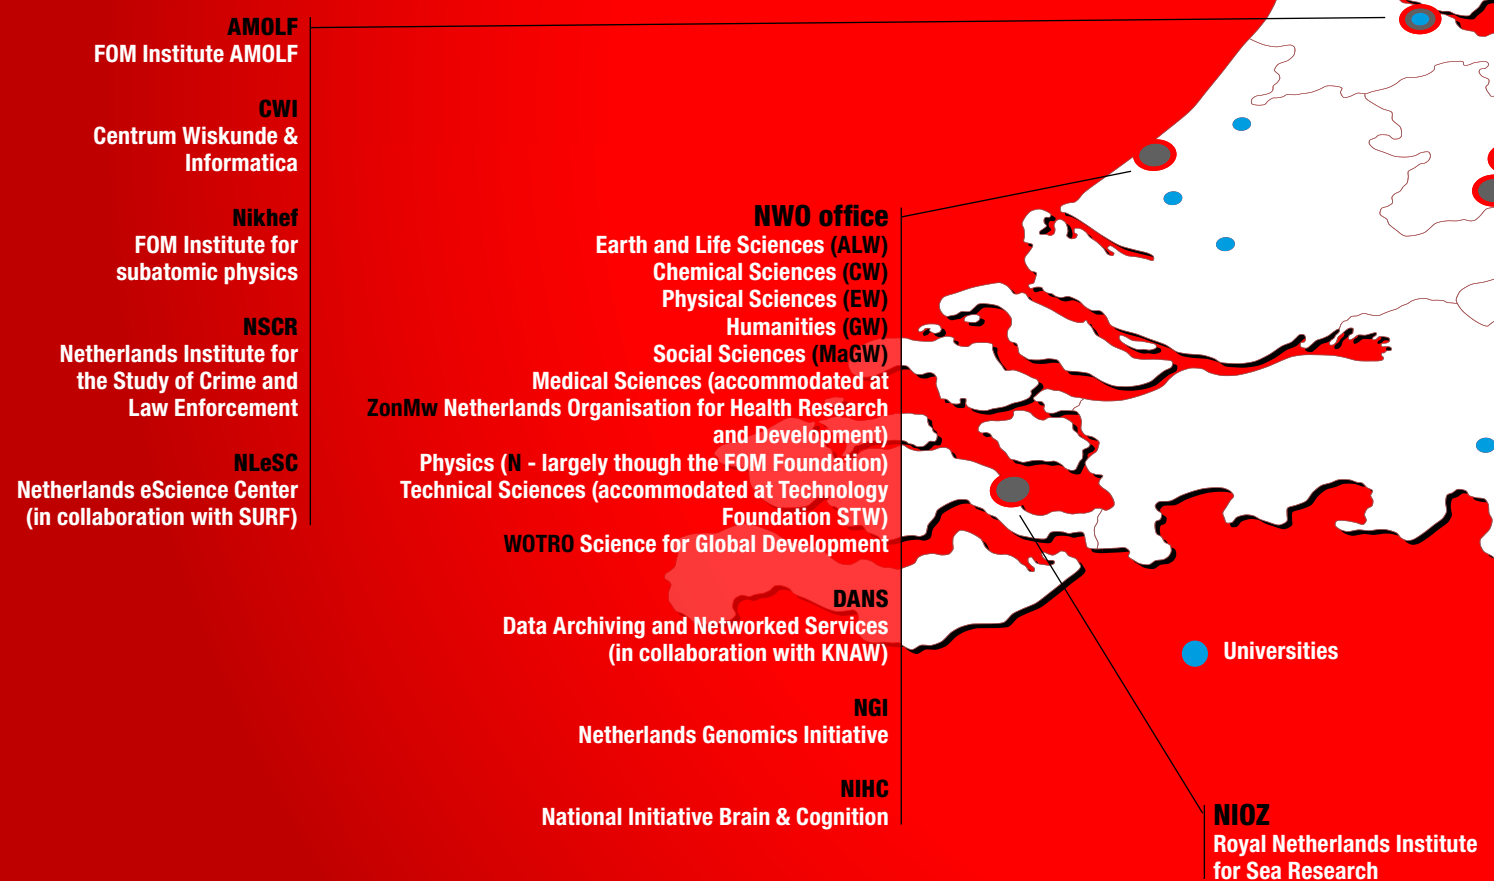 AMOLF
FOM Institute AMOLF
CWI
Centrum Wiskunde &
Informatica
Nikhef
FOM Institute for
subatomic physics
NSCR
Netherlands Institute for
the Study of Crime and
Law Enforcement
NLeSC
Netherlands eScience Center
(in collaboration with SURF)
NWO office
Earth and Life Sciences (ALW)
Chemical Sciences (CW)
Physical Sciences (EW)
Humanities (GW)
Social Sciences (MaGW)
Medical Sciences (accommodated at
ZonMw Netherlands Organisation for Health Research
and Development)
Physics (N - largely though the FOM Foundation)
Technical Sciences (accommodated at Technology
Foundation STW)
WOTRO Science for Global Development
DANS
Data Archiving and Networked Services
(in collaboration with KNAW)
NGI
Netherlands Genomics Initiative
NIHC
National Initiative Brain & Cognition
Universities
NIOZ
Royal Netherlands Institute
for Sea Research